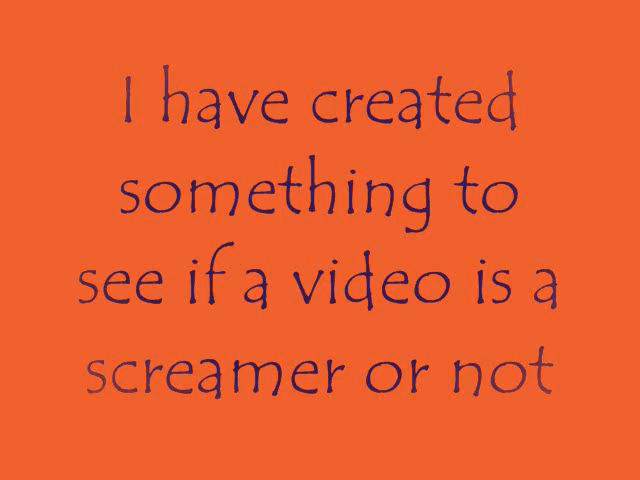 I have created
something to
see if a video is a
screamer or not